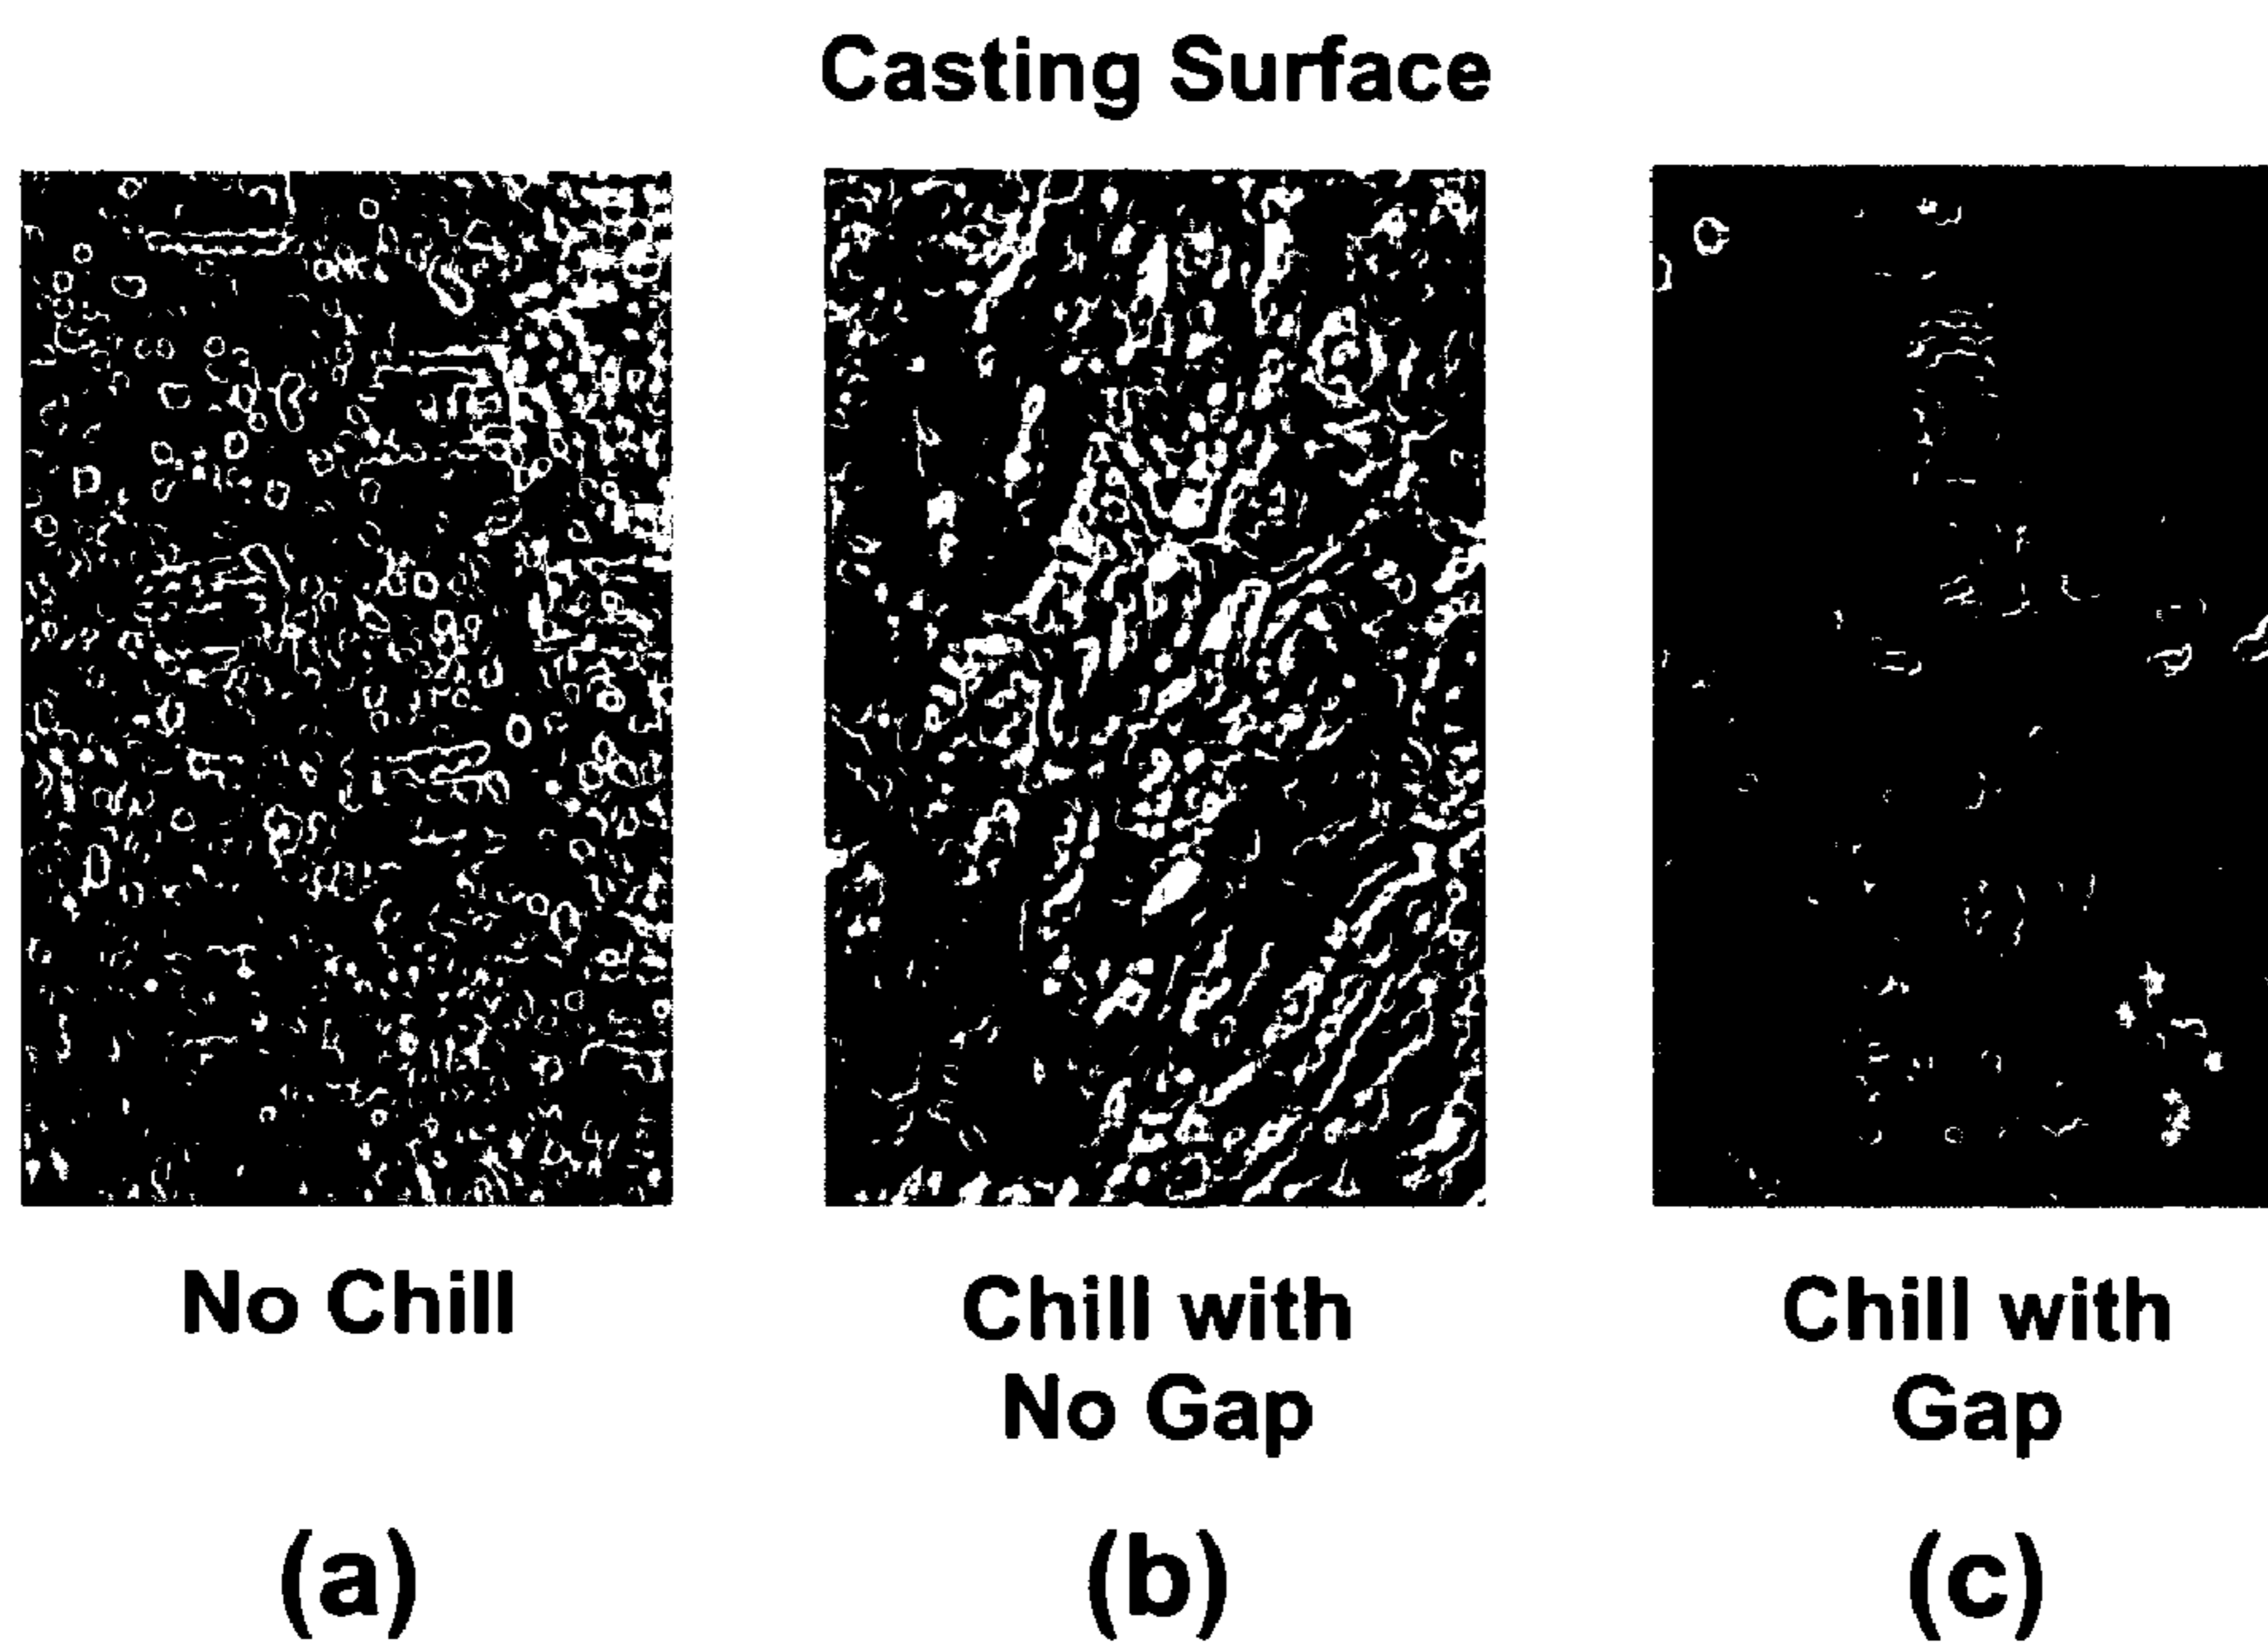 Casting Surface
No Chill
Chill with
No Gap
Chill with
Gap
(a)
(b)
(c)